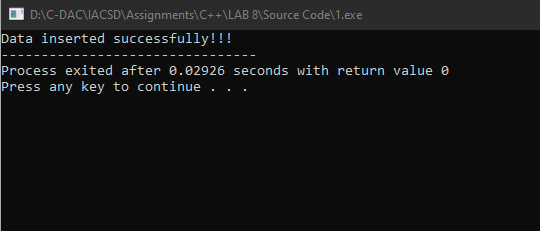 D:\C-DAC\IACSD\Assignments\C++\LAB 8\Source Code\1.exe
Data inserted successfully!!!
--------------------------------
Process exited after 0.02926 seconds with return value 0
Press any key to continue . . .